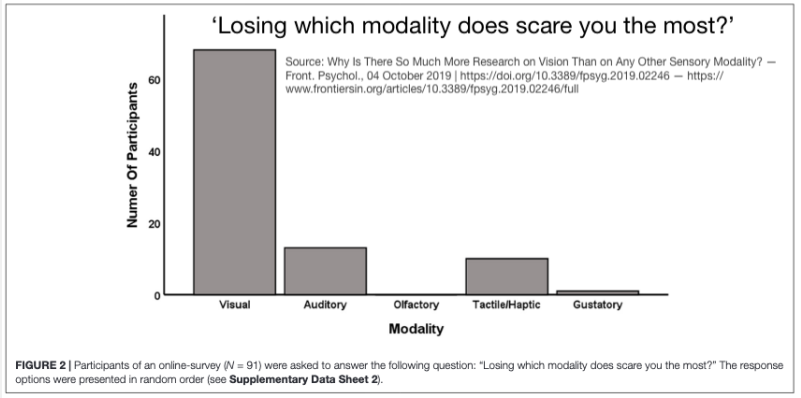 ‘Losing which modality does scare you the most?’
Source: Why Is There So Much More Research on Vision Than on Any Other Sensory Modality? —
Front. Psychol., 04 October 2019 | https://doi.org/10.3389/fpsyg.2019.02246 — https://
www.frontiersin.org/articles/10.3389/fpsyg.2019.02246/full
Numer Of Participants
60
40
20
0
Visual Auditory Olfactory Tactile/Haptic Gustatory
Modality
FIGURE 2 | Participants of an online-survey (N = 91) were asked to answer the following question: “Losing which modality does scare you the most?” The response
options were presented in random order (see Supplementary Data Sheet 2).